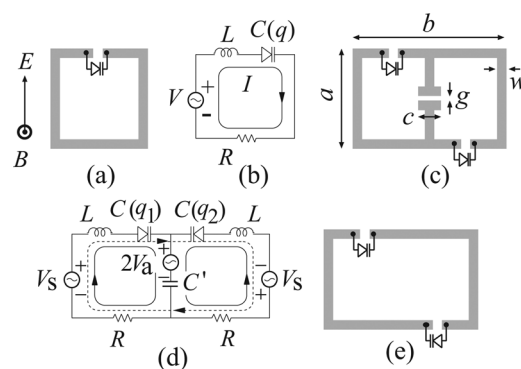 E
B
(a)
L
C(q)
V
+
-
I
R
(b)
b
a
w
c
g
(c)
L
C(q₁)
C(q₂)
L
Vs
−
+
2Va
+
−
C'
Vs
−
+
R
R
(d)
(e)